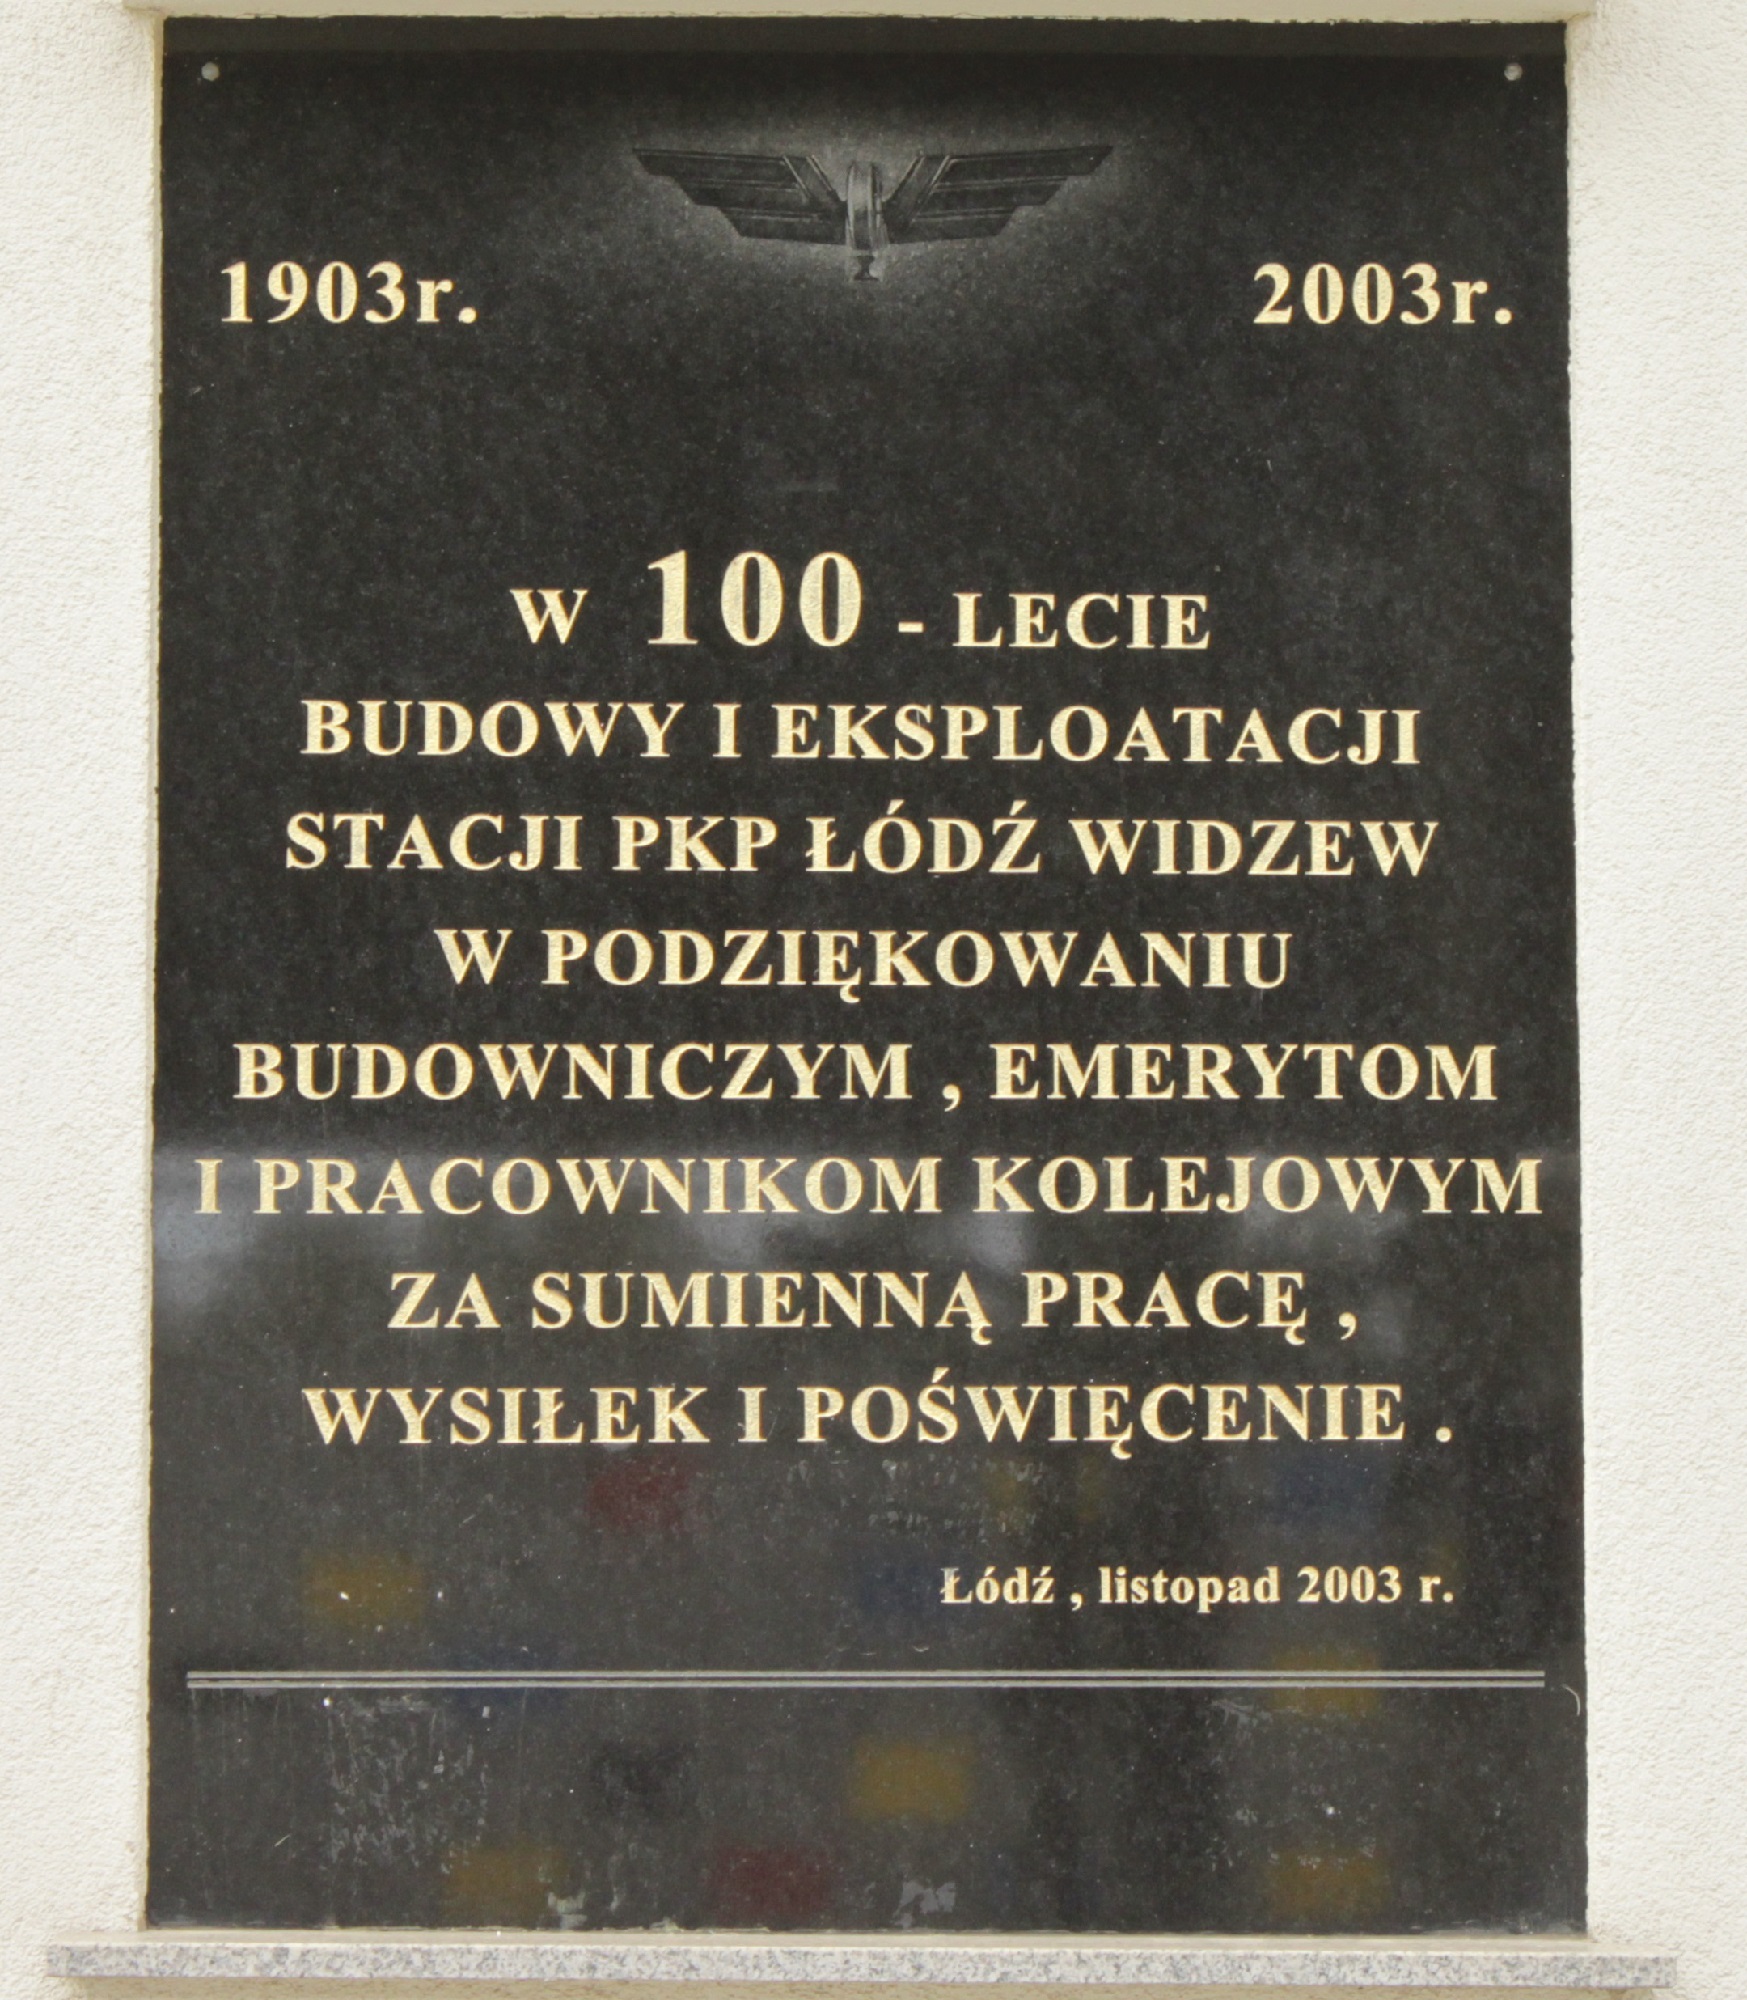 1903r. 2003r.
W 100 - LECIE
BUDOWY I EKSPLOATACJI
STACJI PKP ŁÓDŹ WIDZEW
W PODZIĘKOWANIU
BUDOWNICZYM , EMERYTOM
I PRACOWNIKOM KOLEJOWYM
ZA SUMIENNĄ PRACĘ ,
WYSIŁEK I POŚWIĘCENIE .
Łódź , listopad 2003 r.